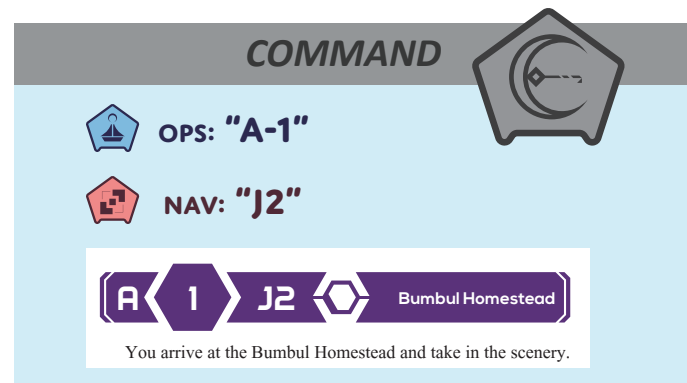 COMMAND
OPS: "A-1"
NAV: "J2"
A 1 J2 Bumbul Homestead
You arrive at the Bumbul Homestead and take in the scenery.